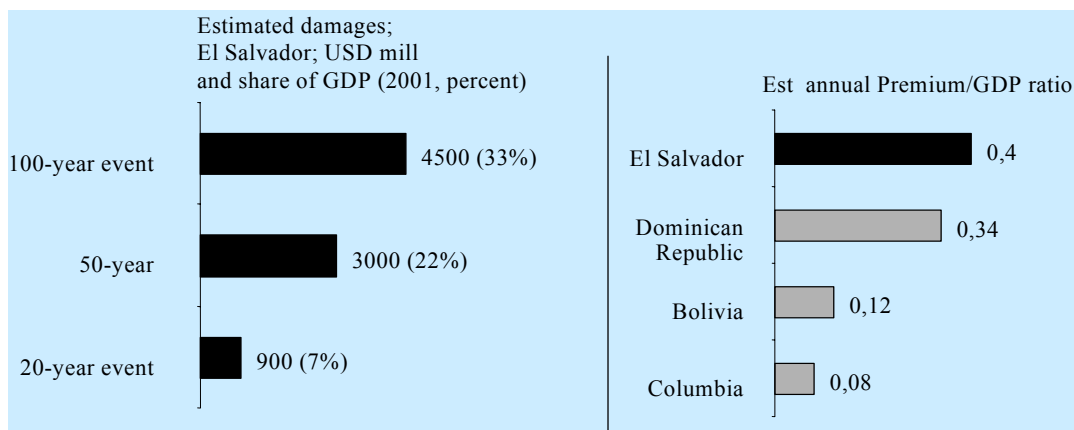 Estimated damages;
El Salvador; USD mill
and share of GDP (2001, percent)
100-year event
4500 (33%)
50-year
3000 (22%)
20-year event
900 (7%)
Est annual Premium/GDP ratio
El Salvador
0,4
Dominican
Republic
0,34
Bolivia
0,12
Columbia
0,08